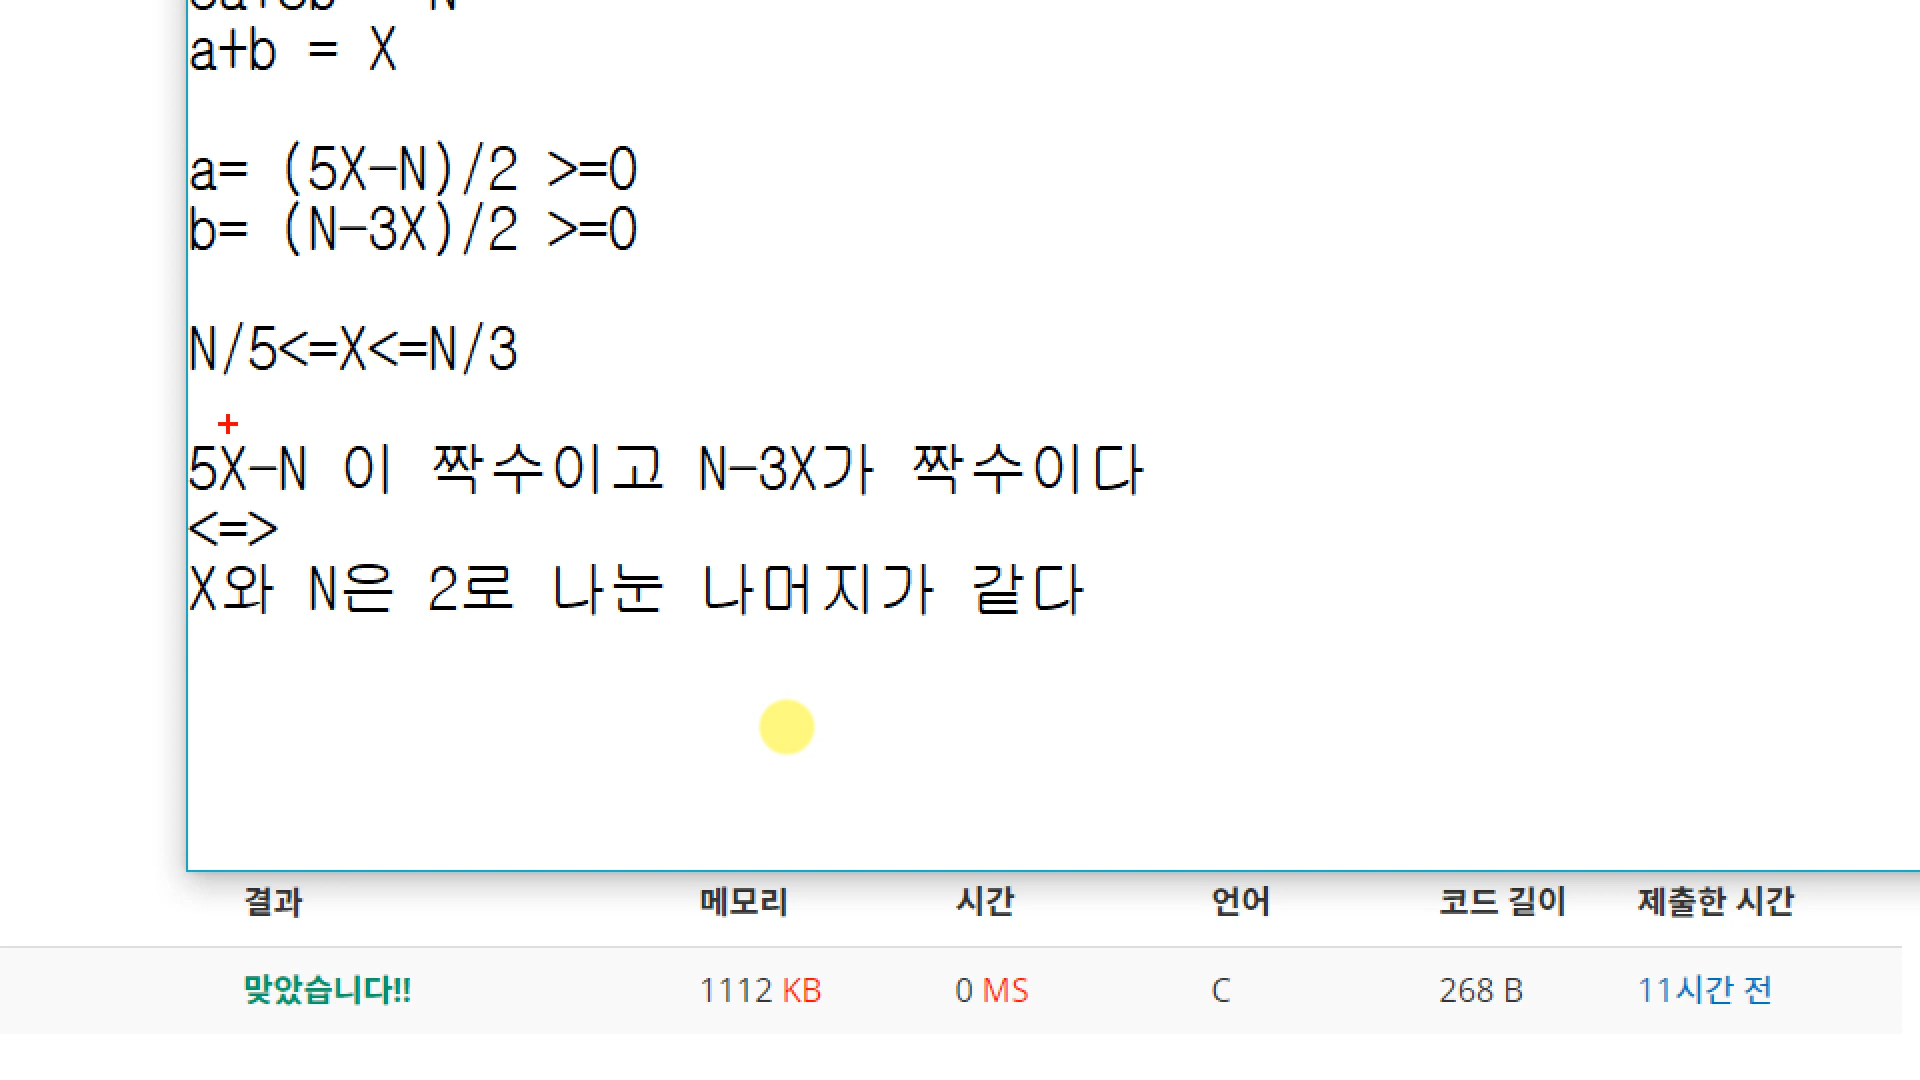 a+b = X
a= (5X-N)/2 >=0
b= (N-3X)/2 >=0
N/5<=X<=N/3
5X-N 이 짝수이고 N-3X가 짝수이다
<=>
X와 N은 2로 나눈 나머지가 같다
결과 메모리 시간 언어 코드 길이 제출한 시간
맞았습니다!! 1112 KB 0 MS C 268 B 11시간 전